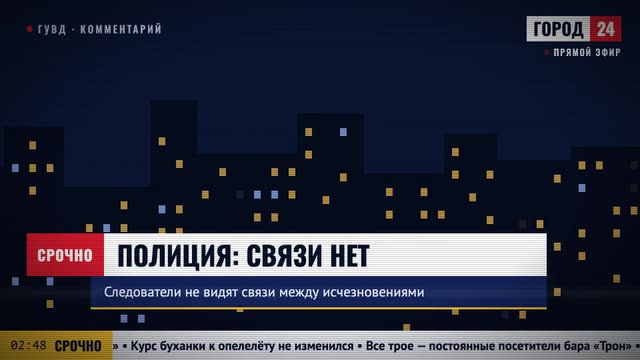 ГУВД · КОММЕНТАРИЙ
ГОРОД 24
ПРЯМОЙ ЭФИР
СРОЧНО
ПОЛИЦИЯ: СВЯЗИ НЕТ
Следователи не видят связи между исчезновениями
02:48 СРОЧНО » • Курс буханки к опелелёту не изменился • Все трое — постоянные посетители бара «Трон» •